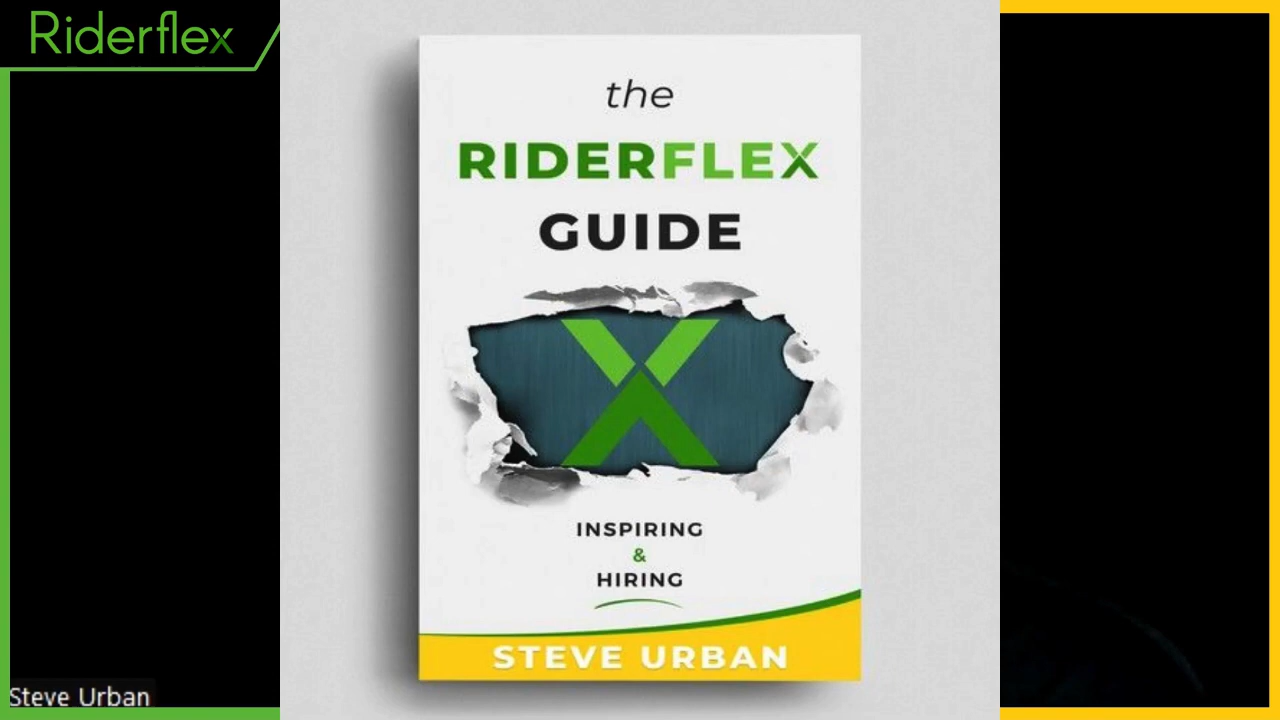 Riderflex
the
RIDERFLEX
GUIDE
INSPIRING
&
HIRING
STEVE URBAN
Steve Urban